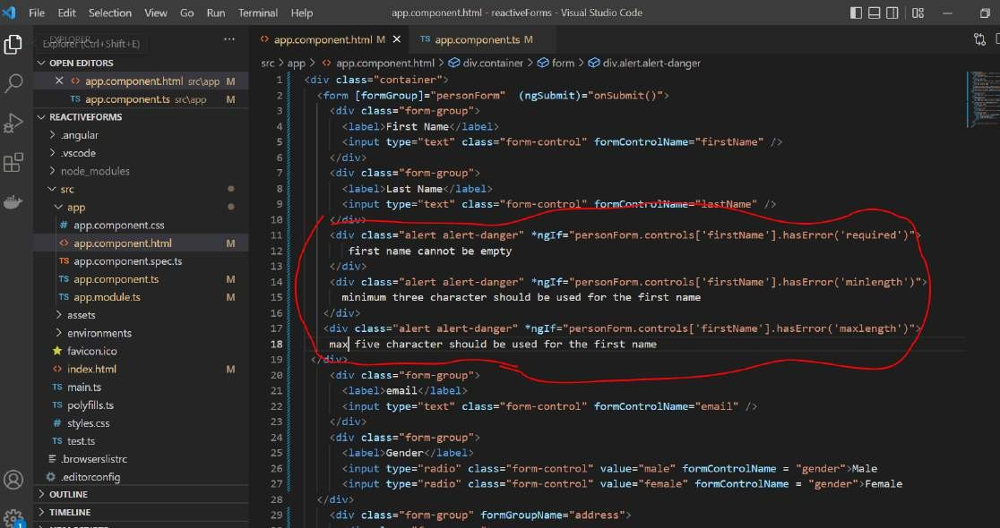 File Edit Selection View Go Run Terminal Help
app.component.html - reactiveForms - Visual Studio Code
EXPLORER
Explorer (Ctrl+Shift+E)
OPEN EDITORS
app.component.html src\app M
app.component.ts src\app M
REACTIVEFORMS
.angular
.vscode
node_modules
src
app
app.component.css
app.component.html M
app.component.spec.ts
app.component.ts M
app.module.ts M
assets
environments
favicon.ico
index.html M
main.ts
polyfills.ts
styles.css
test.ts
.browserslistrc
.editorconfig
OUTLINE
TIMELINE
1
app.component.html M
TS app.component.ts M
src > app > app.component.html > div.container > form > div.alert.alert-danger
1 <div class="container">
2 <form [formGroup]="personForm" (ngSubmit)="onSubmit()">
3 <div class="form-group">
4 <label>First Name</label>
5 <input type="text" class="form-control" formControlName="firstName" />
6 </div>
7 <div class="form-group">
8 <label>Last Name</label>
9 <input type="text" class="form-control" formControlName="lastName" />
10 </div>
11 <div class="alert alert-danger" *ngIf="personForm.controls['firstName'].hasError('required')">
12 first name cannot be empty
13 </div>
14 <div class="alert alert-danger" *ngIf="personForm.controls['firstName'].hasError('minlength')">
15 minimum three character should be used for the first name
16 </div>
17 <div class="alert alert-danger" *ngIf="personForm.controls['firstName'].hasError('maxlength')">
18 max five character should be used for the first name
19 </div>
20 <div class="form-group">
21 <label>email</label>
22 <input type="text" class="form-control" formControlName="email" />
23 </div>
24 <div class="form-group">
25 <label>Gender</label>
26 <input type="radio" class="form-control" value="male" formControlName = "gender">Male
27 <input type="radio" class="form-control" value="female" formControlName = "gender">Female
28 </div>
29 <div class="form-group" formGroupName="address">